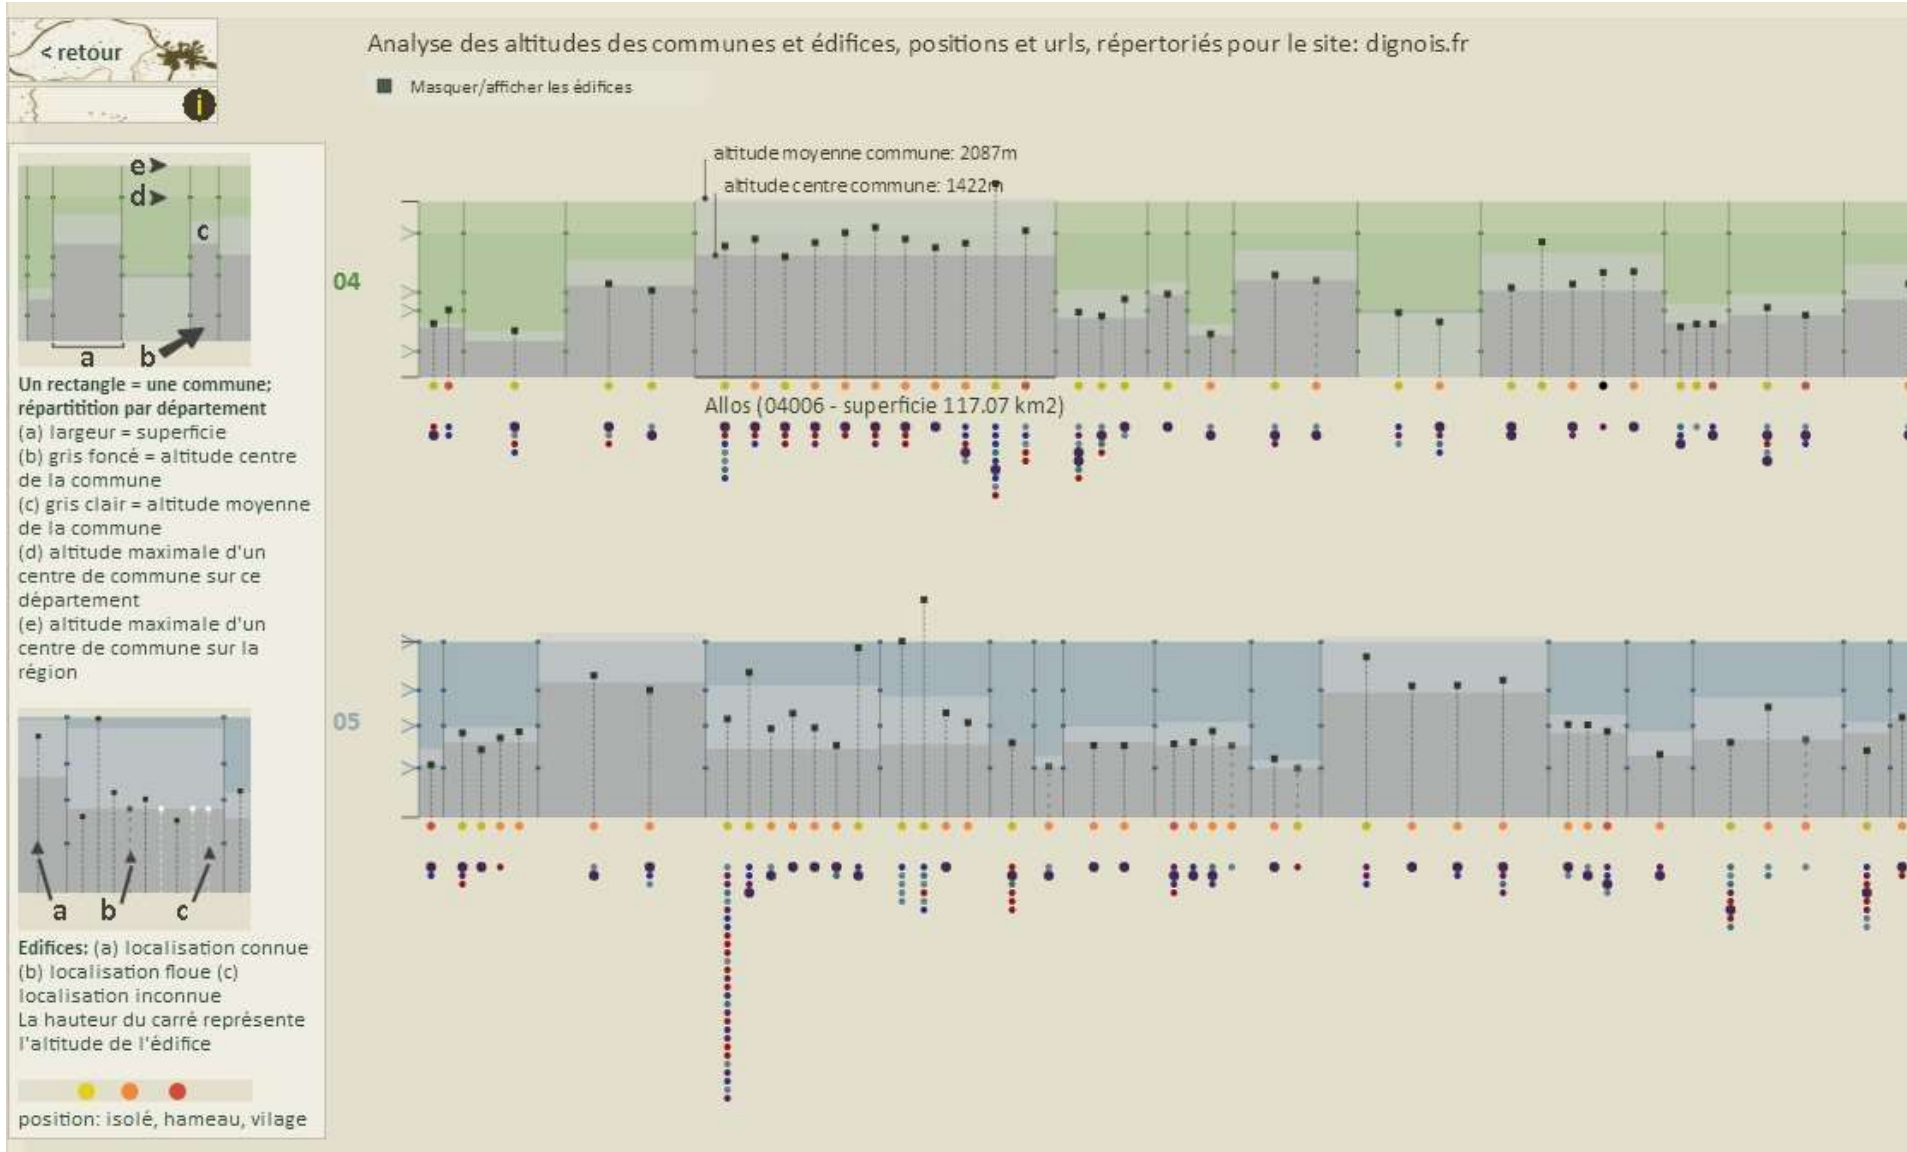 < retour
i
Analyse des altitudes des communes et édifices, positions et urls, répertoriés pour le site: dignois.fr
Masquer/afficher les édifices
e
d
c
a
b
Un rectangle = une commune;
répartitition par département
(a) largeur = superficie
(b) gris foncé = altitude centre
de la commune
(c) gris clair = altitude moyenne
de la commune
(d) altitude maximale d'un
centre de commune sur ce
département
(e) altitude maximale d'un
centre de commune sur la
région
a
b
c
Edifices: (a) localisation connue
(b) localisation floue (c)
localisation inconnue
La hauteur du carré représente
l'altitude de l'édifice
position: isolé, hameau, vilage
altitude moyenne commune: 2087m
altitude centre commune: 1422m
04
Allos (04006 - superficie 117.07 km2)
05